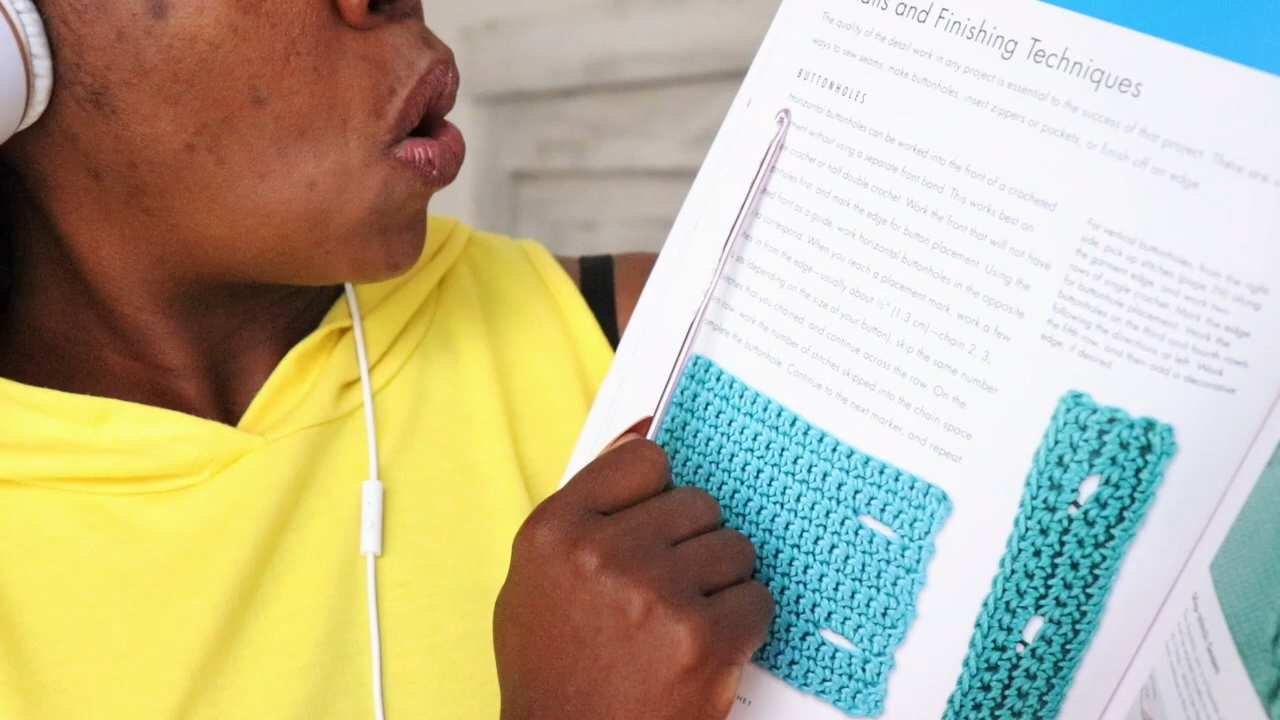 and Finishing Techniques
The quality of the detail work in any project is essential to the success of that project. There are
ways to sew seams, make buttonholes, insert zippers or pockets, or finish off an edge.
BUTTONHOLES
Horizontal buttonholes can be worked into the front of a crocheted
without using a separate front band. This works best on
crochet or half double crochet. Work the front that will not have
first, and mark the edge for button placement. Using the
front as a guide, work horizontal buttonholes in the opposite
correspond. When you reach a placement mark, work a few
in from the edge—usually about ½" (1.3 cm)—chain 2, 3,
(depending on the size of your button), skip the same number
that you chained, and continue across the row. On the
row, work the number of stitches skipped into the chain space
the buttonhole. Continue to the next marker, and repeat.
For vertical buttonholes, from the right
side, pick up stitches along
the garment edge, and work two
rows of single crochet. Mark the edge
for buttonhole placement. Work the
buttonholes on the third and fourth rows,
following the directions at left. Work
the fifth row, and then add a decorative
edge, if desired.